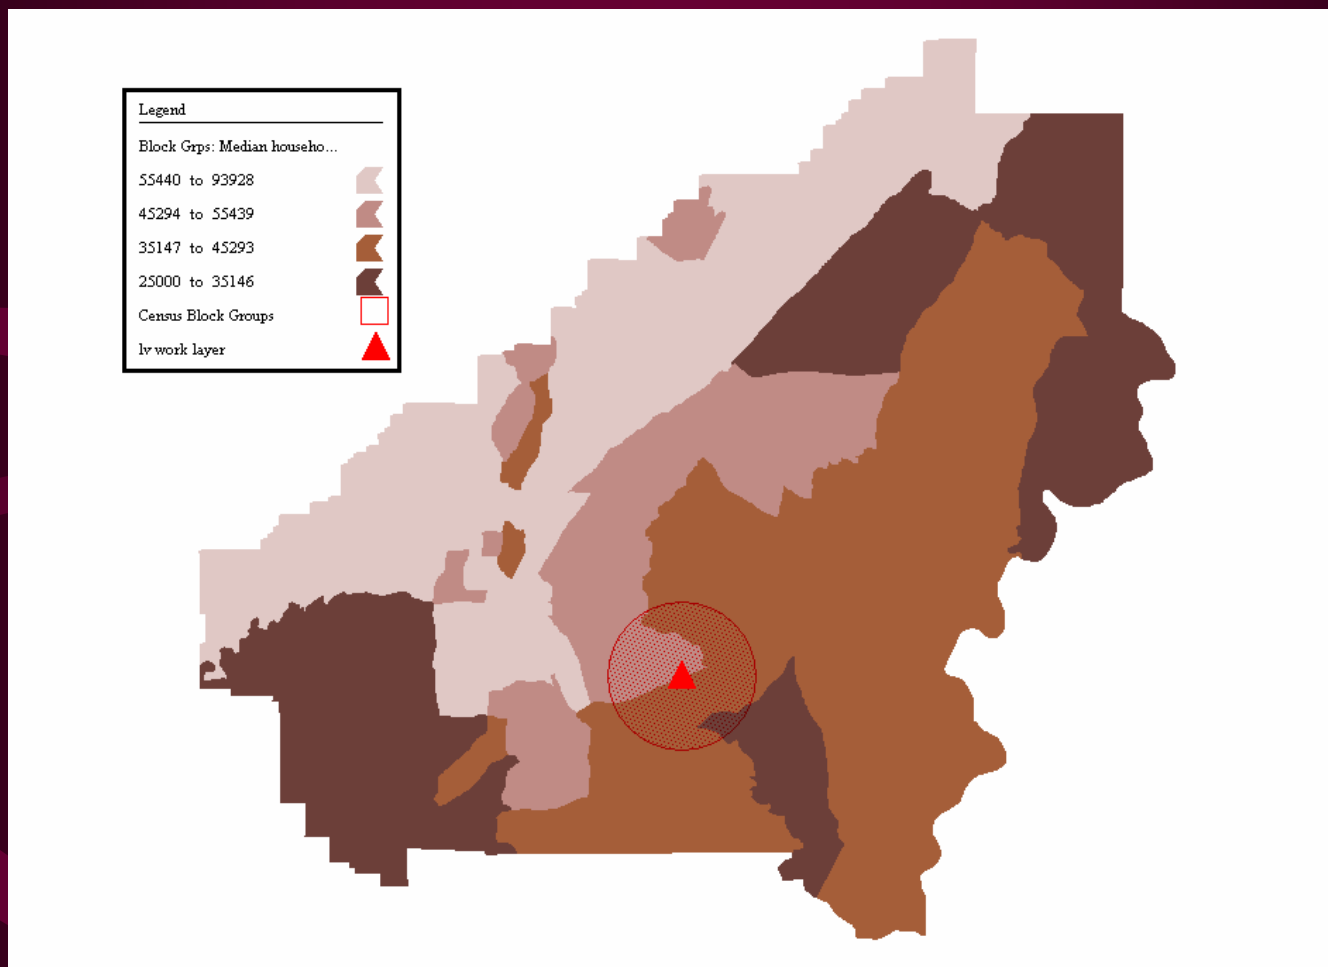 Legend
Block Grps: Median househo...
55440 to 93928
45294 to 55439
35147 to 45293
25000 to 35146
Census Block Groups
lv work layer